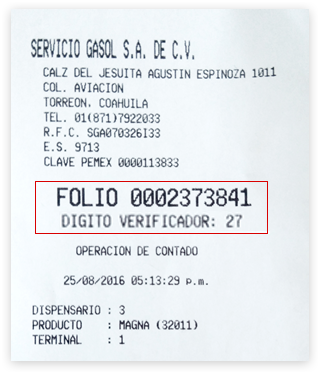 SERVICIO GASOL S.A. DE C.V.
CALZ DEL JESUITA AGUSTIN ESPINOZA 1011
COL. AVIACION
TORREON. COAHUILA
TEL. 01(871)7922033
R.F.C. SGA070326I33
E.S. 9713
CLAVE PEMEX 0000113833
FOLIO 0002373841
DIGITO VERIFICADOR: 27
OPERACION DE CONTADO
25/08/2016 05:13:29 p.m.
DISPENSARIO : 3
PRODUCTO : MAGNA (32011)
TERMINAL : 1